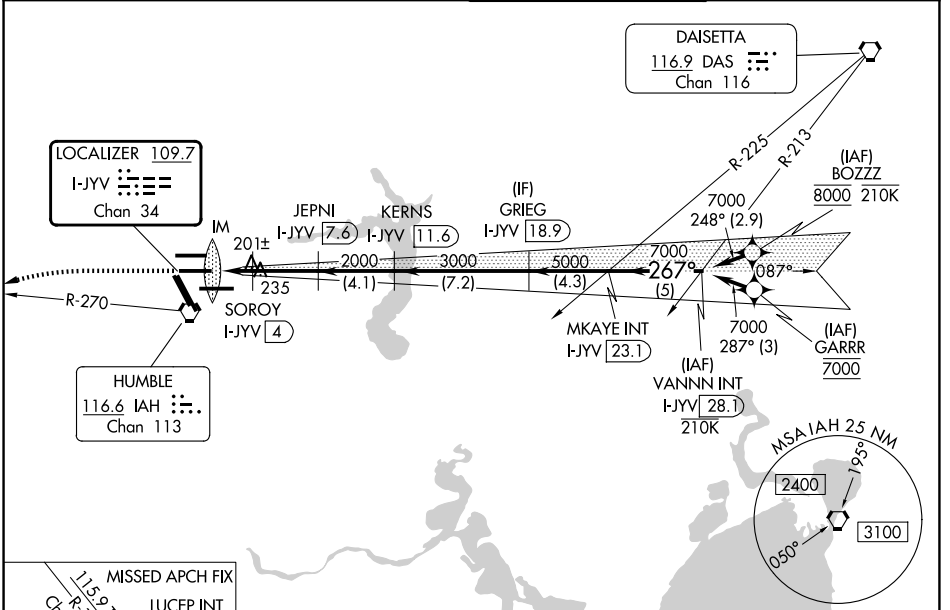 DAISETTA
116.9 DAS
Chan 116
R-225
R-213
(IAF)
BOZZZ
8000 210K
LOCALIZER 109.7
I-JYV
Chan 34
IM
201±
235
JEPNI
I-JYV 7.6
KERNS
I-JYV 11.6
(IF)
GRIEG
I-JYV 18.9
7000
248° (2.9)
2000
(4.1)
3000
(7.2)
5000
(4.3)
7000
267°
(5)
087°
R-270
SOROY
I-JYV 4
MKAYE INT
I-JYV 23.1
7000
287° (3)
(IAF)
GARRR
7000
(IAF)
VANNN INT
I-JYV 28.1
210K
HUMBLE
116.6 IAH
Chan 113
MSA IAH 25 NM
195°
2400
3100
050°
MISSED APCH FIX
115.9
LUCEP INT